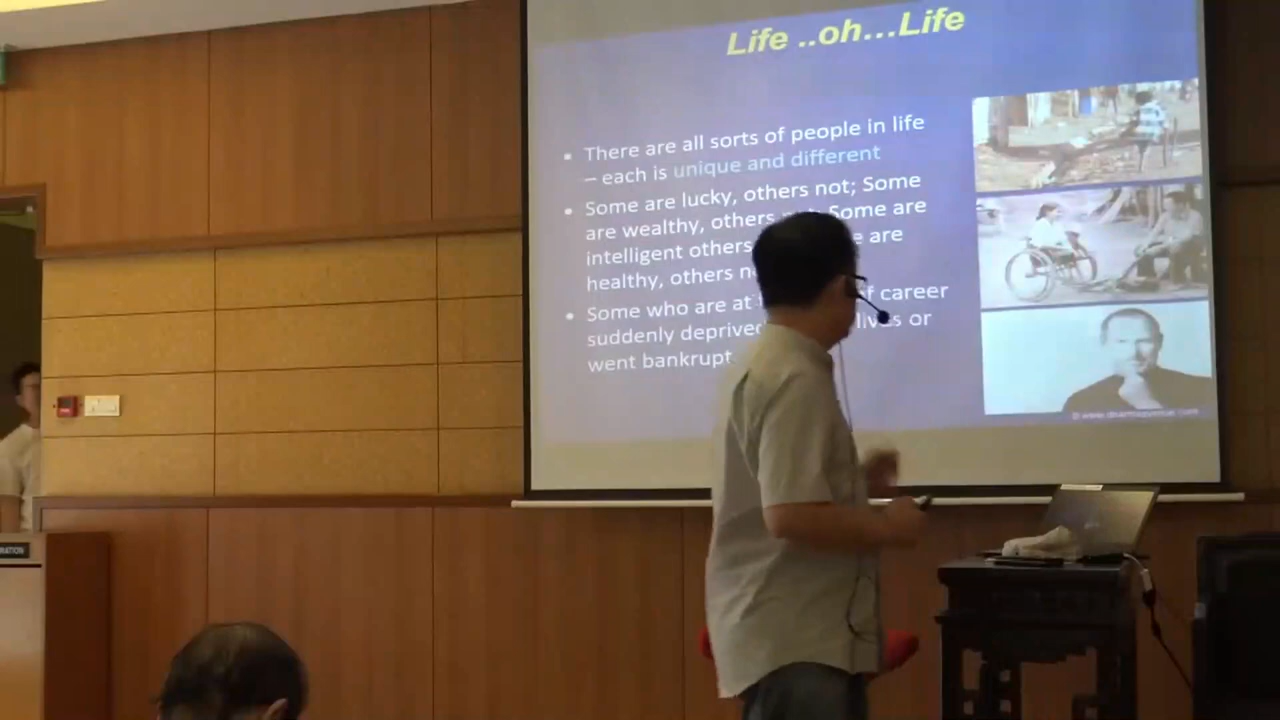 Life ..oh...Life
• There are all sorts of people in life
– each is unique and different
• Some are lucky, others not; Some
are wealthy, others Some are
intelligent others are
healthy, others
• Some who are at of career
suddenly deprived lives or
went bankrupt